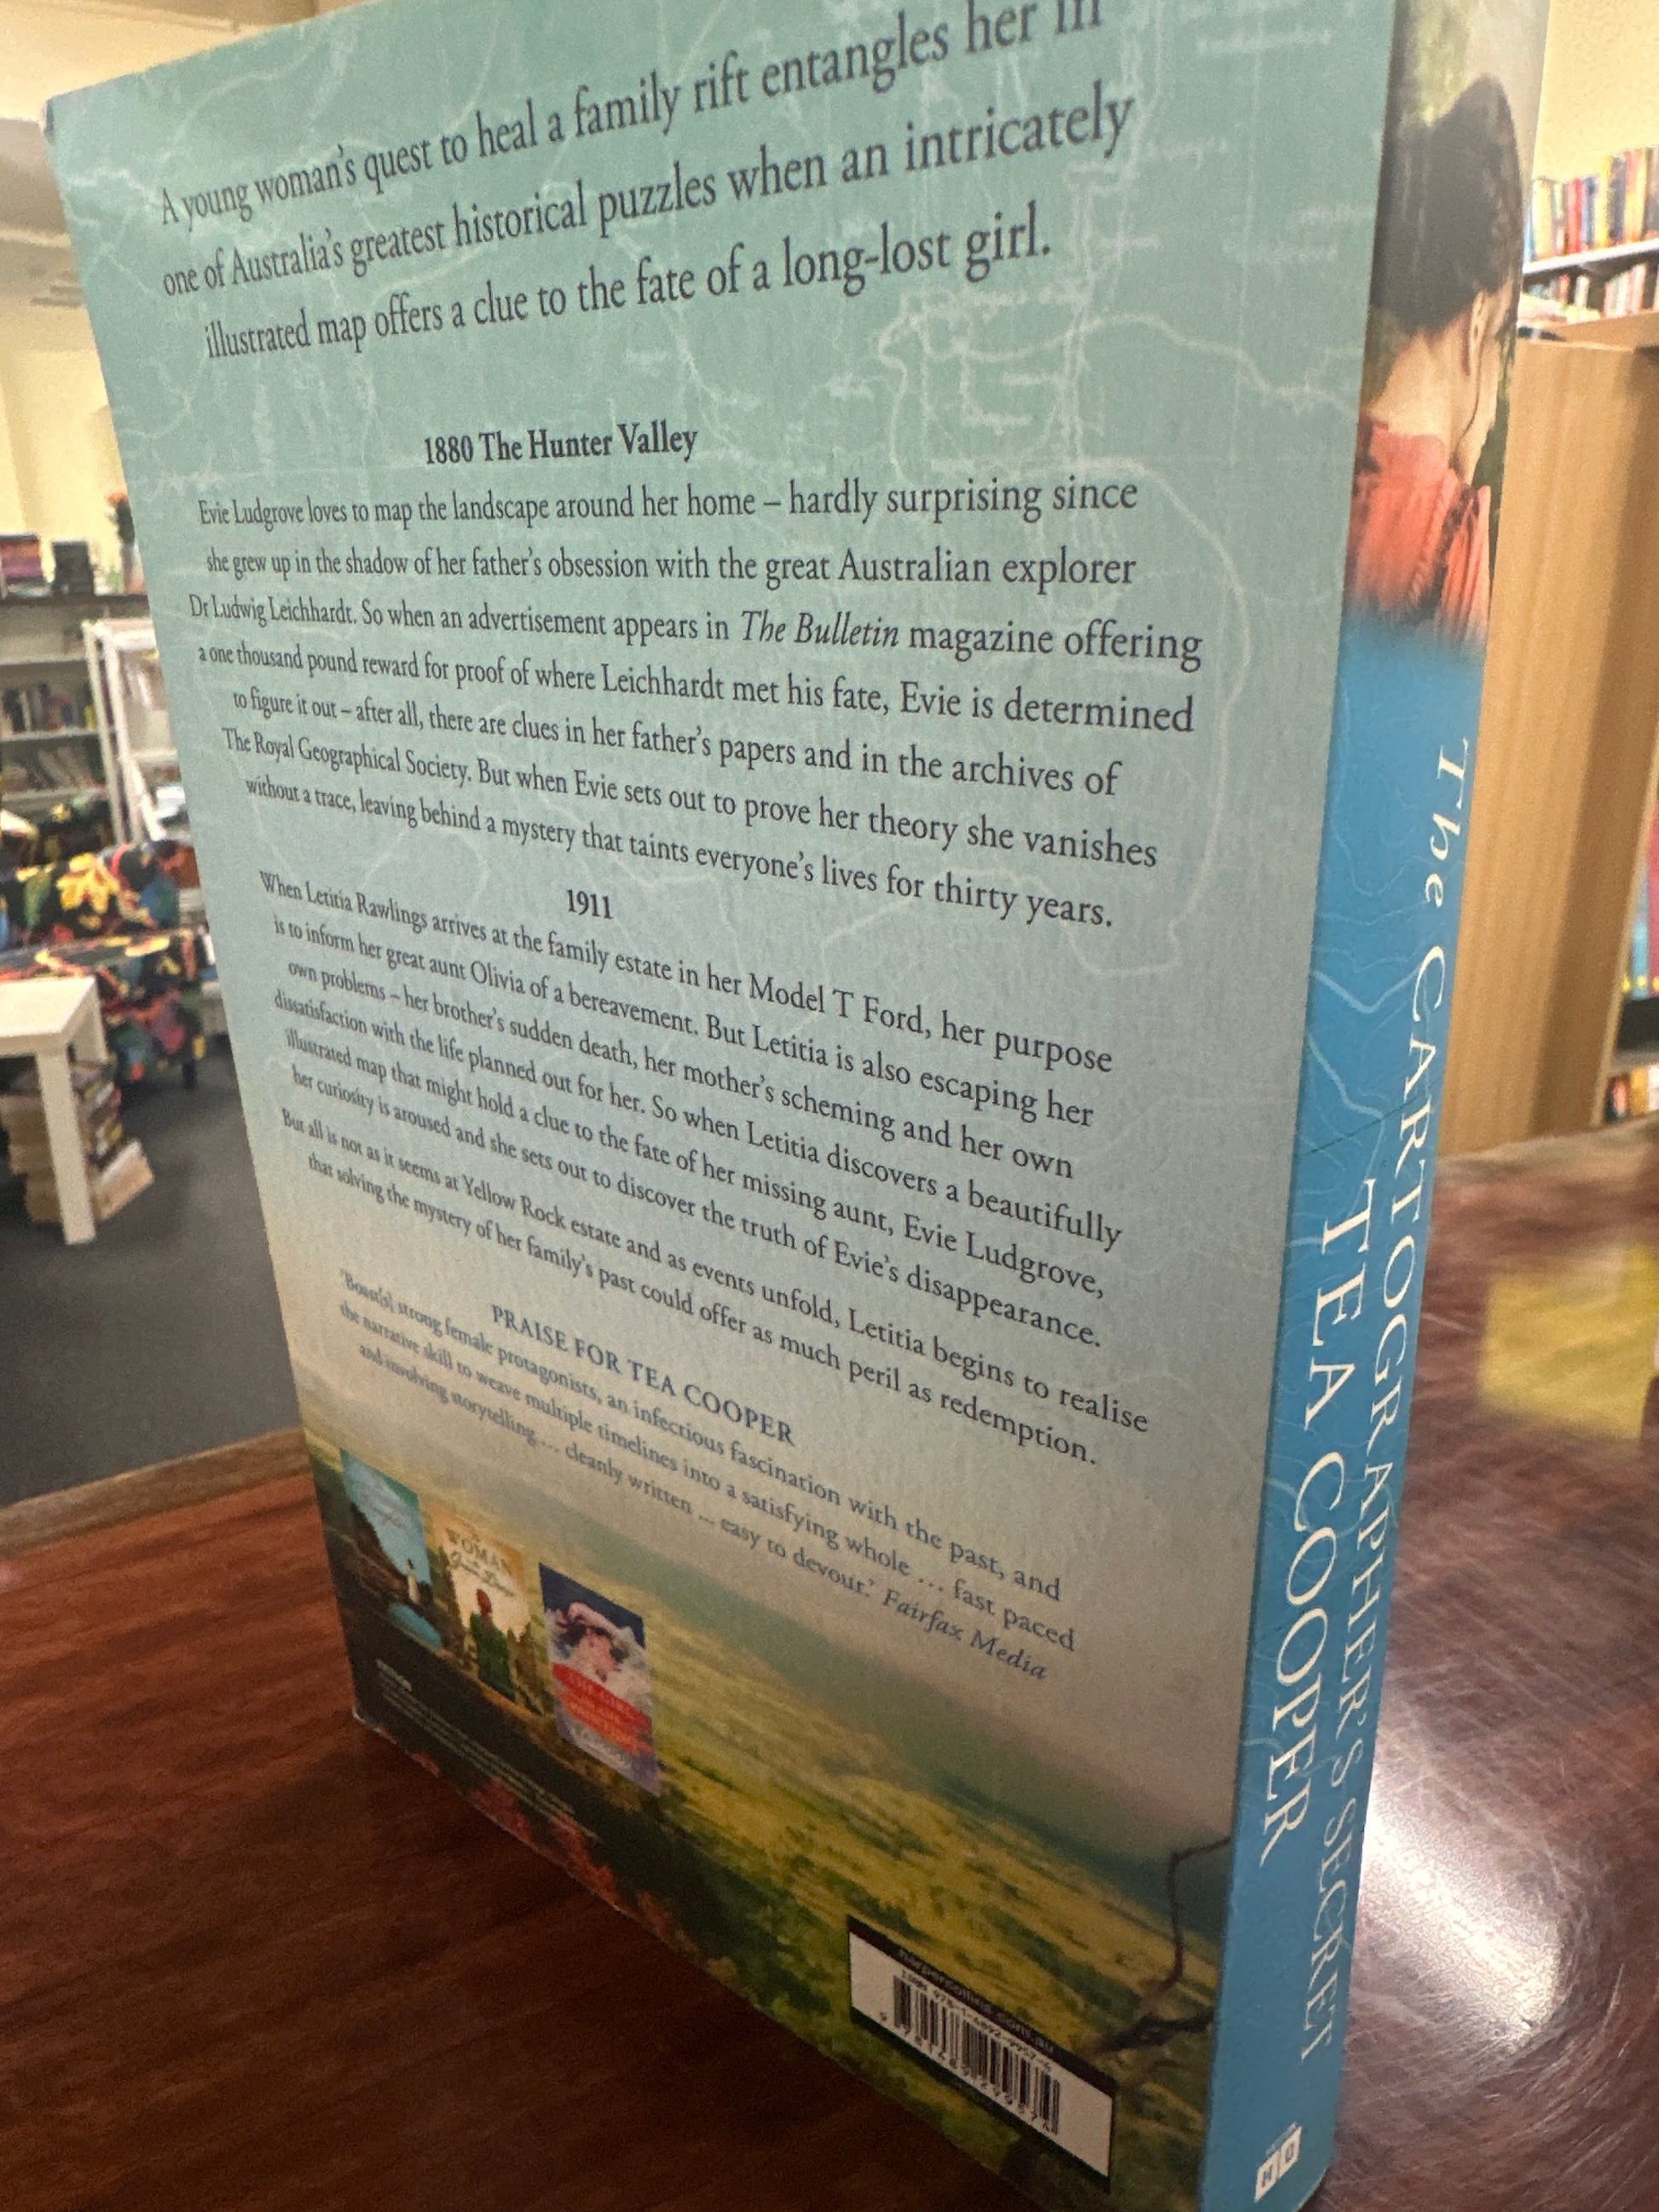 A young woman's quest to heal a family rift entangles her in
one of Australia's greatest historical puzzles when an intricately
illustrated map offers a clue to the fate of a long-lost girl.
1880 The Hunter Valley
Evie Ludgrove loves to map the landscape around her home – hardly surprising since
she grew up in the shadow of her father's obsession with the great Australian explorer
Dr Ludwig Leichhardt. So when an advertisement appears in The Bulletin magazine offering
a one thousand pound reward for proof of where Leichhardt met his fate, Evie is determined
to figure it out – after all, there are clues in her father's papers and in the archives of
The Royal Geographical Society. But when Evie sets out to prove her theory she vanishes
without a trace, leaving behind a mystery that taints everyone's lives for thirty years.
1911
When Letitia Rawlings arrives at the family estate in her Model T Ford, her purpose
is to inform her great aunt Olivia of a bereavement. But Letitia is also escaping her
own problems – her brother's sudden death, her mother's scheming and her own
dissatisfaction with the life planned out for her. So when Letitia discovers a beautifully
illustrated map that might hold a clue to the fate of her missing aunt, Evie Ludgrove,
her curiosity is aroused and she sets out to discover the truth of Evie's disappearance.
But all is not as it seems at Yellow Rock estate and as events unfold, Letitia begins to realise
that solving the mystery of her family's past could offer as much peril as redemption.
PRAISE FOR TEA COOPER
'Boast[s] strong female protagonists, an infectious fascination with the past, and
the narrative skill to weave multiple timelines into a satisfying whole ... fast paced
and involving storytelling ... cleanly written ... easy to devour.' Fairfax Media
WOMAN
harpercollins.com.au
The CARTOGRAPHER'S SECRET
TEA COOPER
H Q